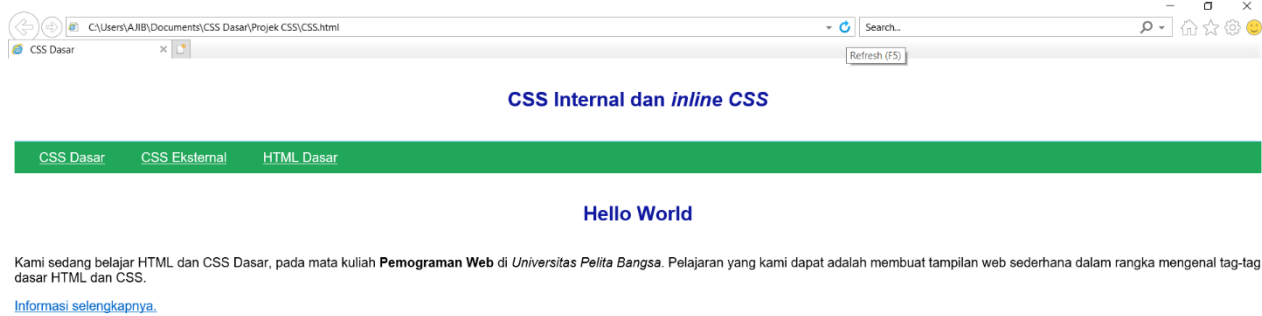 C:\Users\AJIB\Documents\CSS Dasar\Projek CSS\CSS.html
Search...
CSS Dasar
Refresh (F5)
CSS Internal dan inline CSS
CSS Dasar CSS Eksternal HTML Dasar
Hello World
Kami sedang belajar HTML dan CSS Dasar, pada mata kuliah Pemograman Web di Universitas Pelita Bangsa. Pelajaran yang kami dapat adalah membuat tampilan web sederhana dalam rangka mengenal tag-tag
dasar HTML dan CSS.
Informasi selengkapnya.